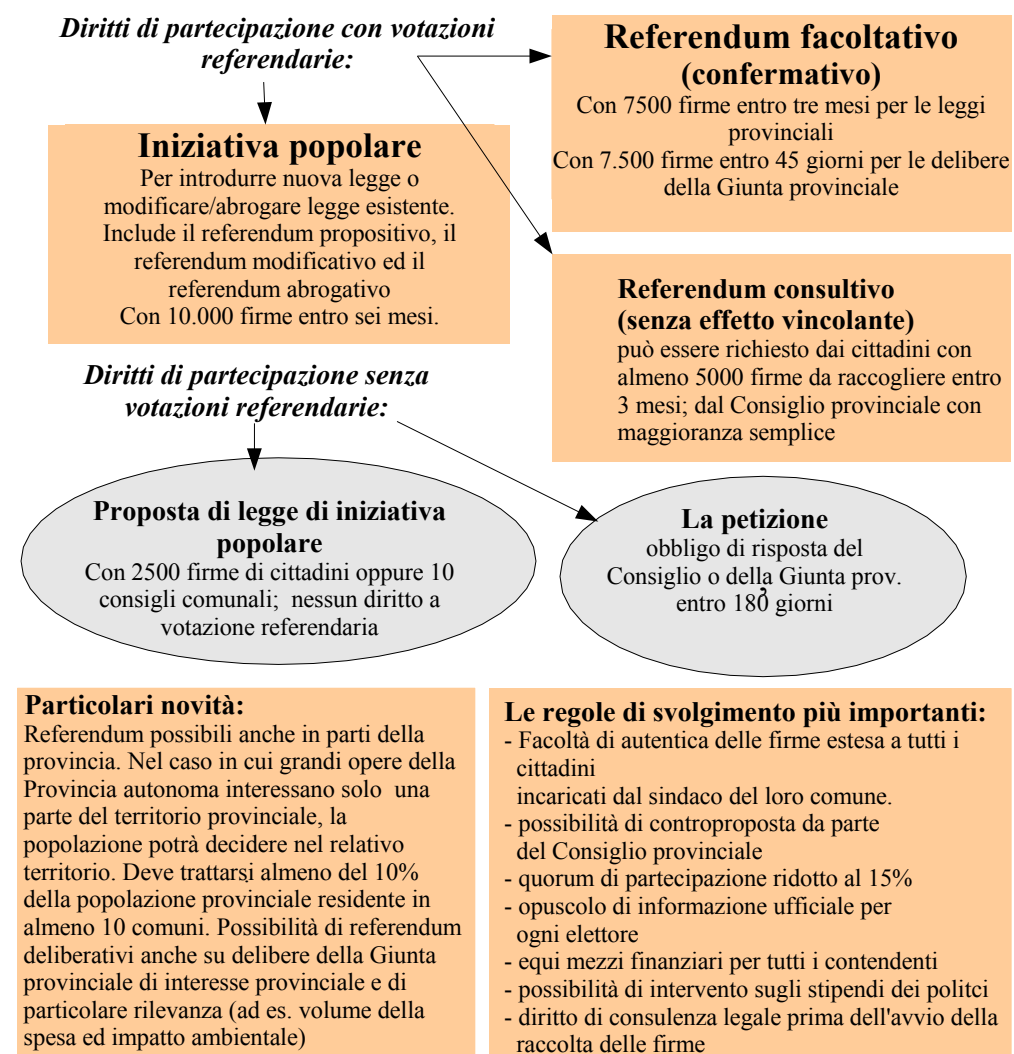 Diritti di partecipazione con votazioni
referendarie:
Referendum facoltativo
(confermativo)
Con 7500 firme entro tre mesi per le leggi
provinciali
Con 7.500 firme entro 45 giorni per le delibere
della Giunta provinciale
Iniziativa popolare
Per introdurre nuova legge o
modificare/abrogare legge esistente.
Include il referendum propositivo, il
referendum modificativo ed il
referendum abrogativo
Con 10.000 firme entro sei mesi.
Referendum consultivo
(senza effetto vincolante)
può essere richiesto dai cittadini con
almeno 5000 firme da raccogliere entro
3 mesi; dal Consiglio provinciale con
maggioranza semplice
Diritti di partecipazione senza
votazioni referendarie:
Proposta di legge di iniziativa
popolare
Con 2500 firme di cittadini oppure 10
consigli comunali; nessun diritto a
votazione referendaria
La petizione
obbligo di risposta del
Consiglio o della Giunta prov.
entro 180 giorni
Particolari novità:
Referendum possibili anche in parti della
provincia. Nel caso in cui grandi opere della
Provincia autonoma interessano solo una
parte del territorio provinciale, la
popolazione potrà decidere nel relativo
territorio. Deve trattarsi almeno del 10%
della popolazione provinciale residente in
almeno 10 comuni. Possibilità di referendum
deliberativi anche su delibere della Giunta
provinciale di interesse provinciale e di
particolare rilevanza (ad es. volume della
spesa ed impatto ambientale)
Le regole di svolgimento più importanti:
- Facoltà di autentica delle firme estesa a tutti i
cittadini
incaricati dal sindaco del loro comune.
- possibilità di controproposta da parte
del Consiglio provinciale
- quorum di partecipazione ridotto al 15%
- opuscolo di informazione ufficiale per
ogni elettore
- equi mezzi finanziari per tutti i contendenti
- possibilità di intervento sugli stipendi dei politci
- diritto di consulenza legale prima dell'avvio della
raccolta delle firme